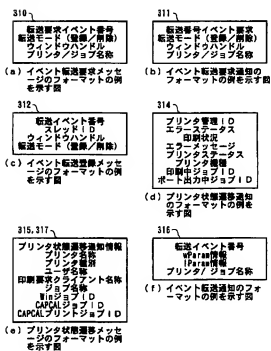 310
転送要求イベント番号
転送モード(登録/削除)
ウィンドウハンドル
プリンタ/ジョブ名称
(a) イベント転送要求メッセ
ージのフォーマットの例
を示す図
311
転送番号イベント要求
転送モード(登録/削除)
ウィンドウハンドル
プリンタ/ジョブ名称
(b) イベント転送要求通知の
フォーマットの例を示す図
312
転送イベント番号
スレッドID
ウィンドウハンドル
転送モード(登録/削除)
(c) イベント転送登録メッセ
ージのフォーマットの例
を示す図
314
プリンタ管理ID
エラーステータス
印刷状況
エラーメッセージ
プリンタステータス
プリンタ機種
印刷中ジョブID
ポート出力中ジョブID
(d) プリンタ状態遷移通知
のフォーマットの例を
示す図
315,317
プリンタ状態遷移通知情報
プリンタ名称
プリンタ種別
ユーザ名称
印刷要求クライアント名称
ジョブ名称
WinジョブID
CAPCALジョブID
CAPCALプリントジョブID
(e) プリンタ状態遷移メッセ
ージのフォーマットの例
を示す図
316
転送イベント番号
wParam情報
lParam情報
プリンタ/ジョブ名称
(f) イベント転送通知のフォ
ーマットの例を示す図